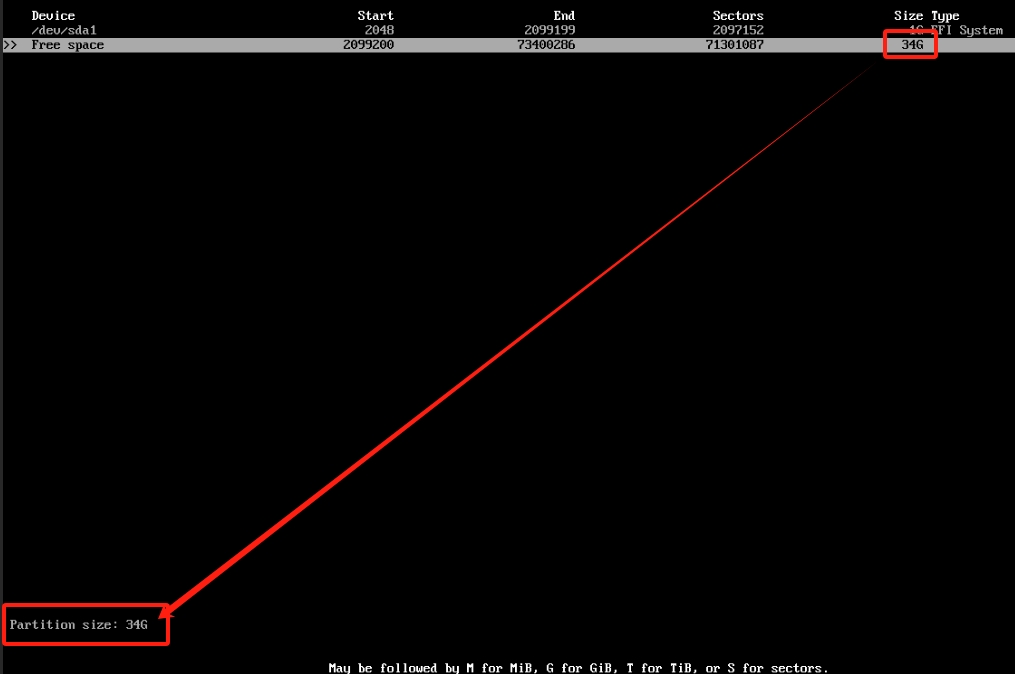 Device Start End Sectors Size Type
/dev/sda1 2048 2099199 2097152 1G EFI System
>> Free space 2099200 73400286 71301087 34G
Partition size: 34G
May be followed by M for MiB, G for GiB, T for TiB, or S for sectors.